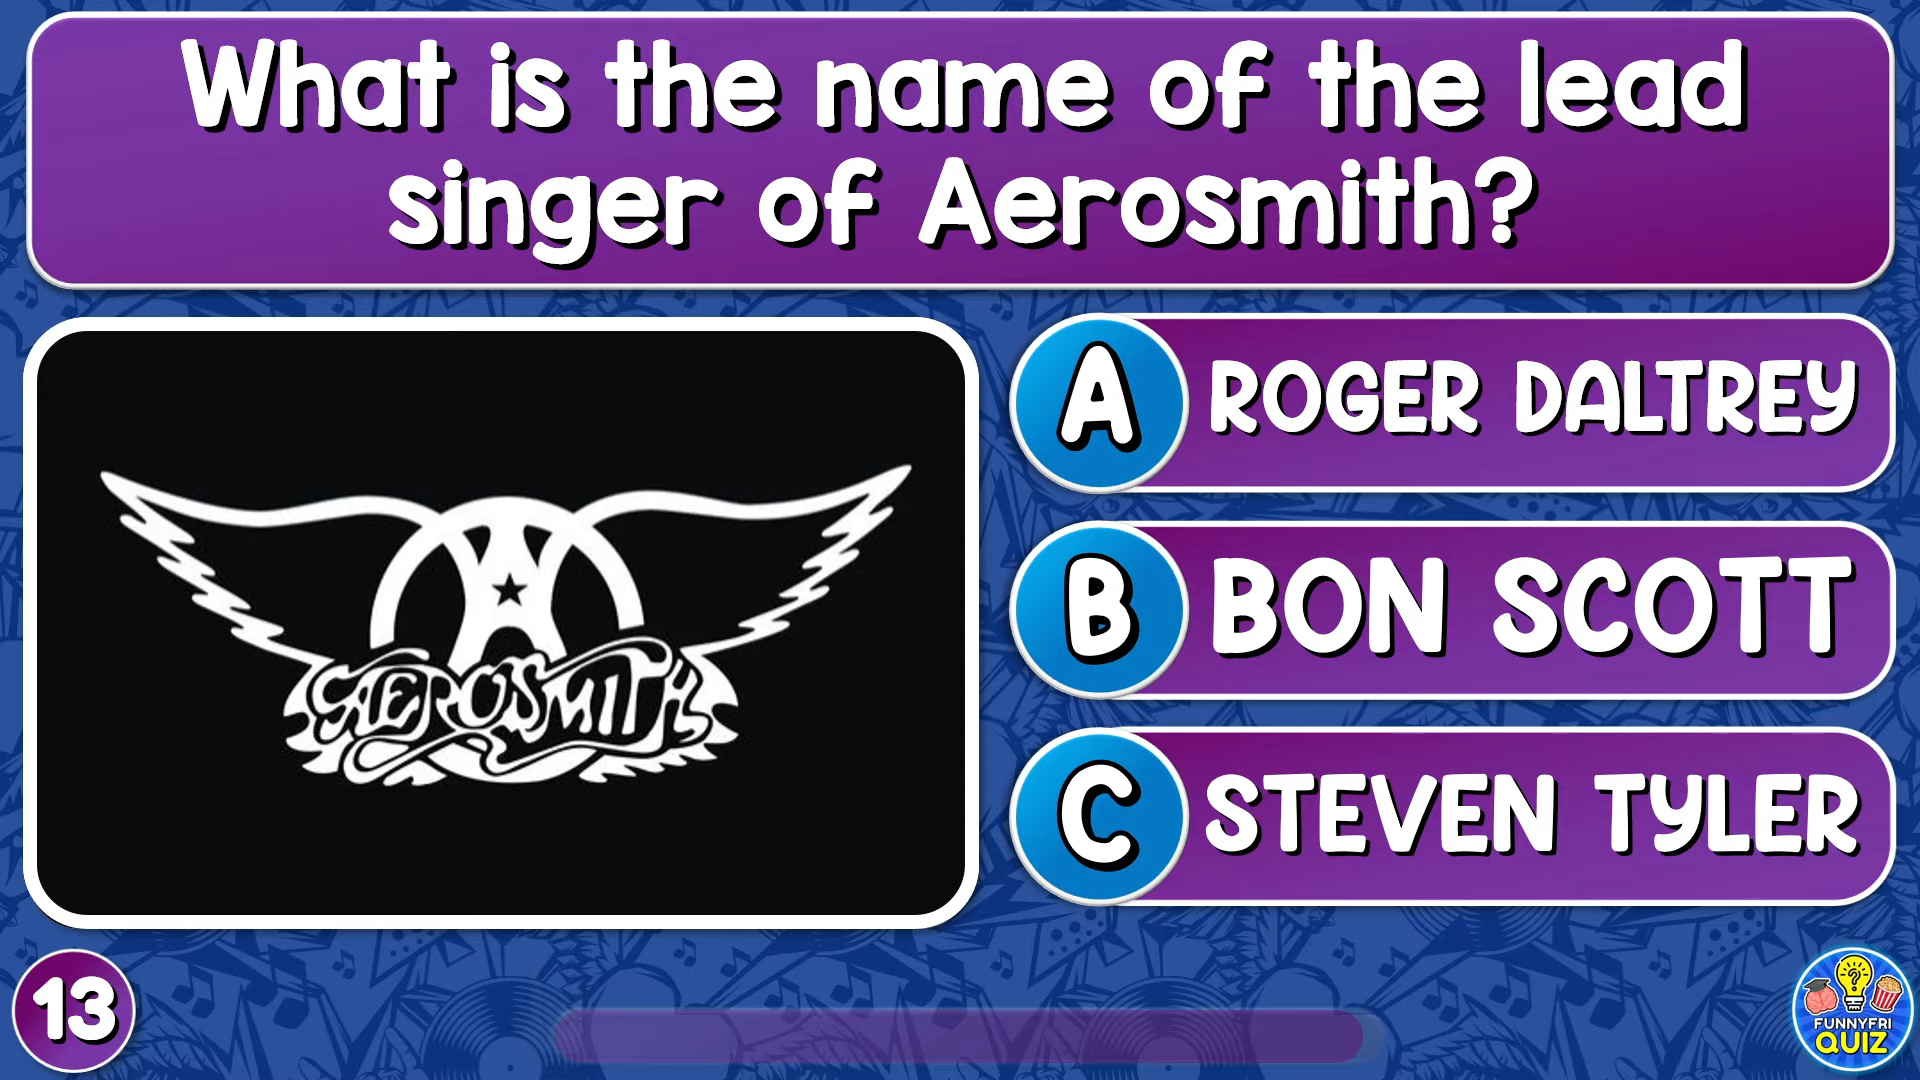 What is the name of the lead
singer of Aerosmith?
A ROGER DALTREY
B BON SCOTT
C STEVEN TYLER
AEROSMITH
13
FUNNYFRI
QUIZ